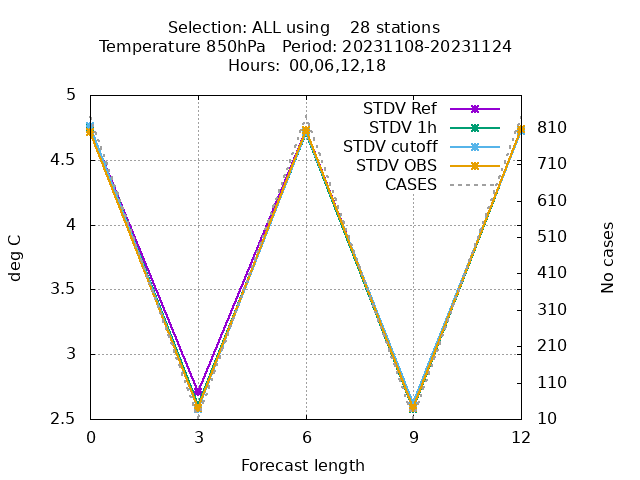 Selection: ALL using    28 stations
Temperature 850hPa   Period: 20231108-20231124
Hours: 00,06,12,18
5
4.5
4
3.5
3
2.5
deg C
STDV Ref
STDV 1h
STDV cutoff
STDV OBS
CASES
810
710
610
510
410
310
210
110
10
No cases
0 3 6 9 12
Forecast length